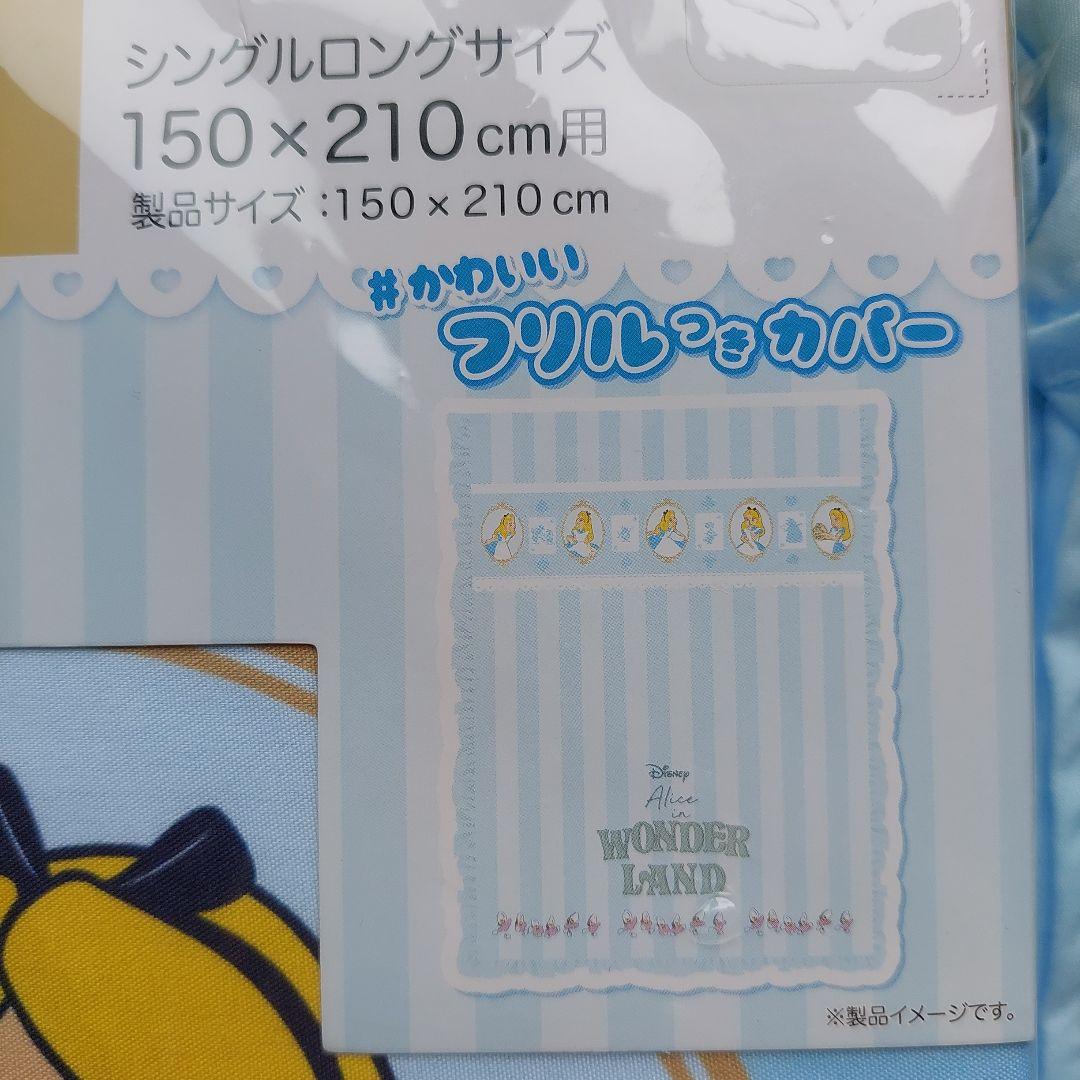 シングルロングサイズ
150×210cm用
製品サイズ:150×210cm
#かわいい
フリルつきカバー
Disney
Alice
in
WONDER
LAND
※製品イメージです。